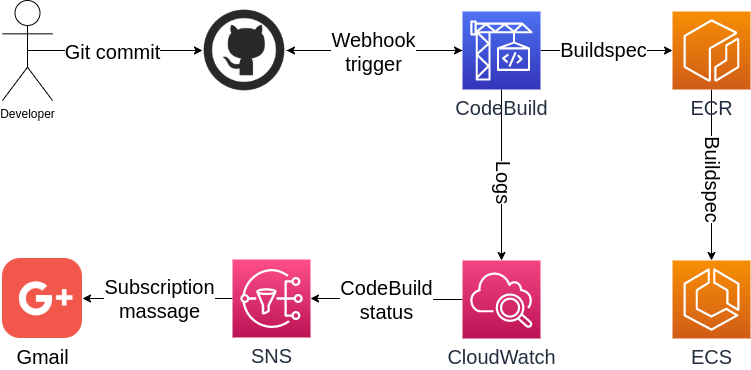 Git commit
Webhook
trigger
Buildspec
Developer
CodeBuild
ECR
Logs
Buildspec
G+
Subscription
massage
CodeBuild
status
Gmail
SNS
CloudWatch
ECS